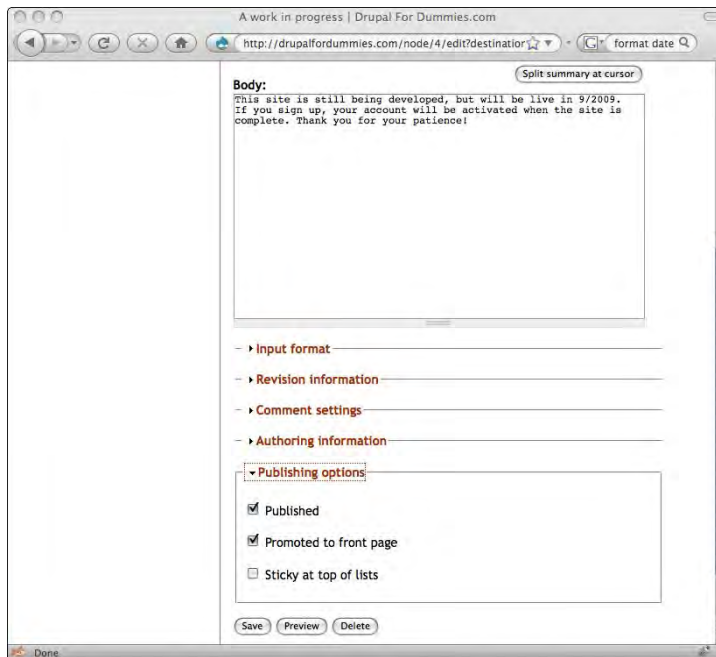 A work in progress | Drupal For Dummies.com
http://drupalfordummies.com/node/4/edit?destination
G
format date
Split summary at cursor
Body:
This site is still being developed, but will be live in 9/2009.
If you sign up, your account will be activated when the site is
complete. Thank you for your patience!
Input format
Revision information
Comment settings
Authoring information
Publishing options
Published
Promoted to front page
Sticky at top of lists
Save Preview Delete
Done